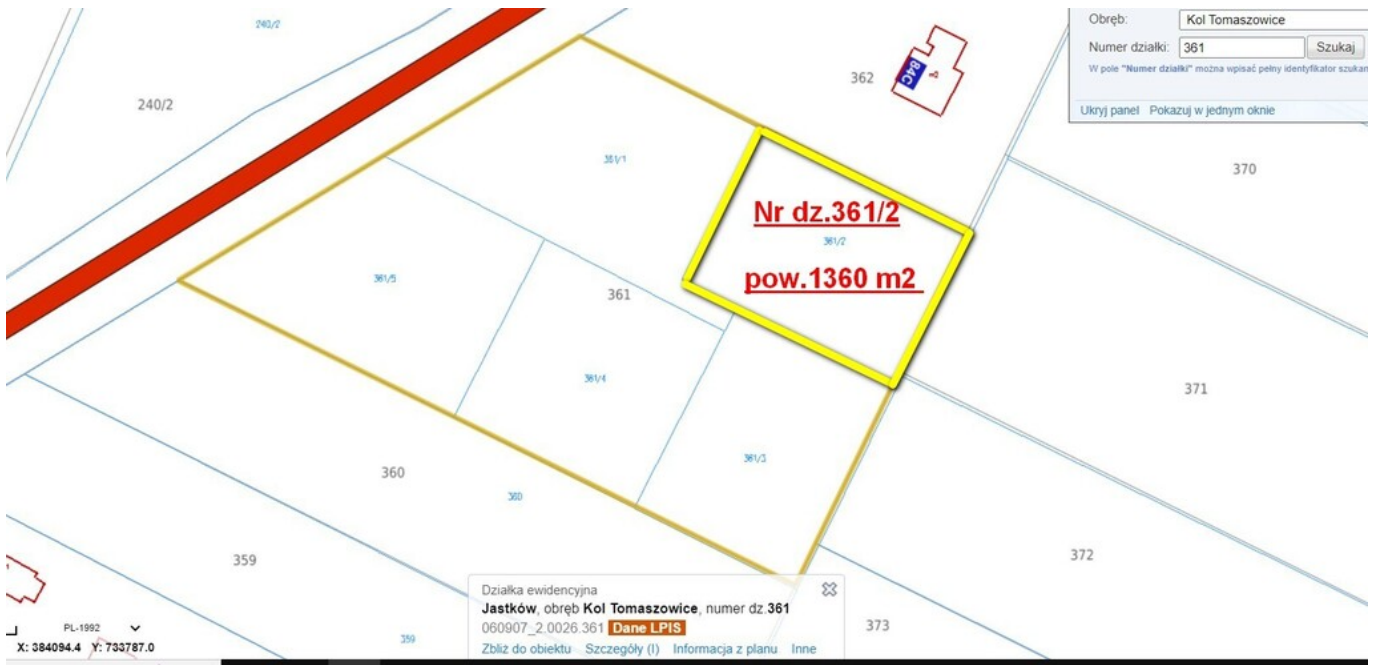 240/2
Obręb: Kol Tomaszowice
Numer działki: 361 Szukaj
W pole "Numer działki" można wpisać pełny identyfikator szukan
Ukryj panel Pokazuj w jednym oknie
240/2
362
84C
370
361/1
Nr dz.361/2
361/2
pow.1360 m2
361/5
361
361/4
371
361/3
360
360
359
372
373
359
Działka ewidencyjna
Jastków, obręb Kol Tomaszowice, numer dz.361
060907_2.0026.361 Dane LPIS
Zbliż do obiektu Szczegóły (I) Informacja z planu Inne
PL-1992
X: 384094.4 Y: 733787.0